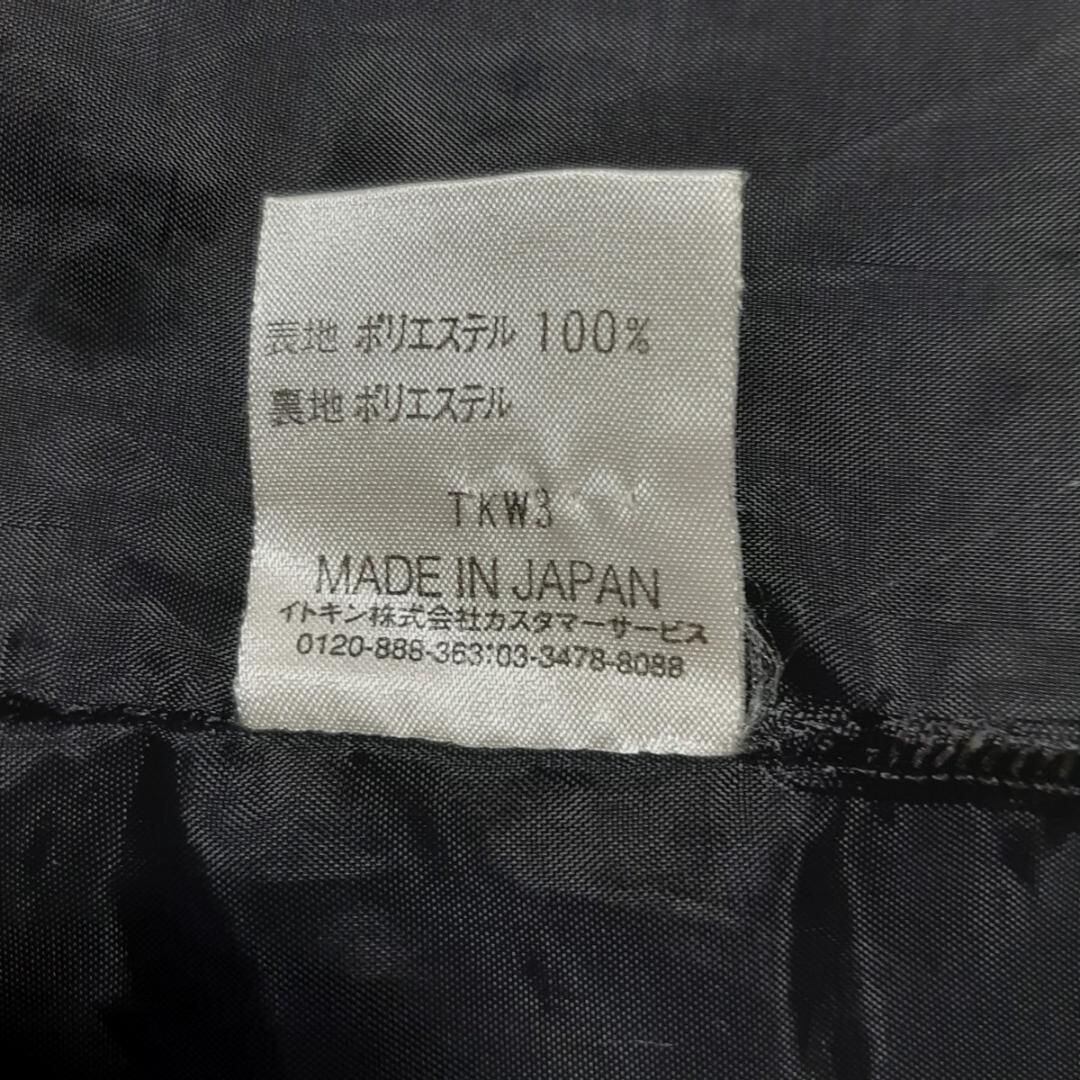 表地 ポリエステル 100%
裏地 ポリエステル
TKW3
MADE IN JAPAN
イトキン株式会社カスタマーサービス
0120-888-363:03-3478-8088